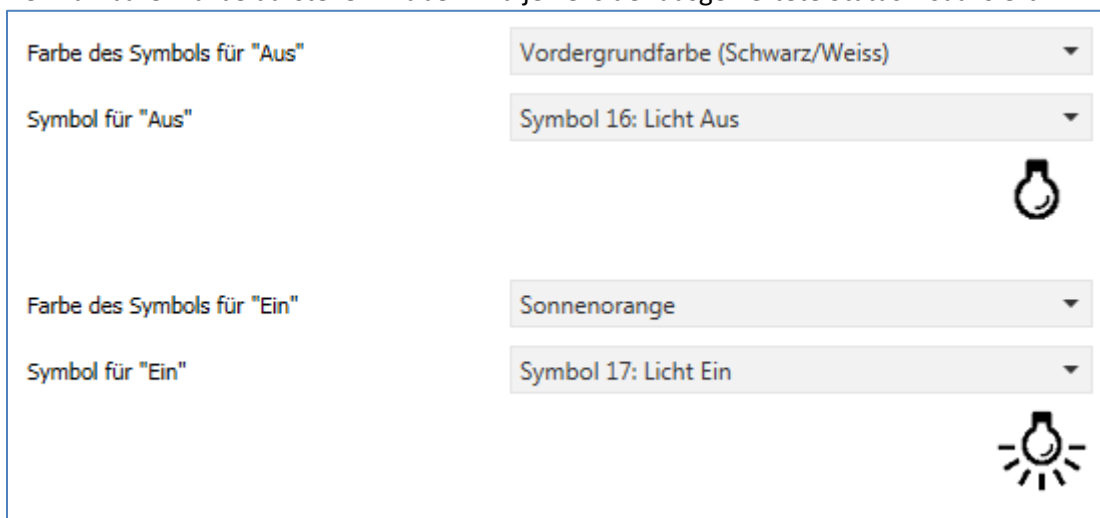 Farbe des Symbols für "Aus" Vordergrundfarbe (Schwarz/Weiss)
Symbol für "Aus" Symbol 16: Licht Aus
Farbe des Symbols für "Ein" Sonnenorange
Symbol für "Ein" Symbol 17: Licht Ein